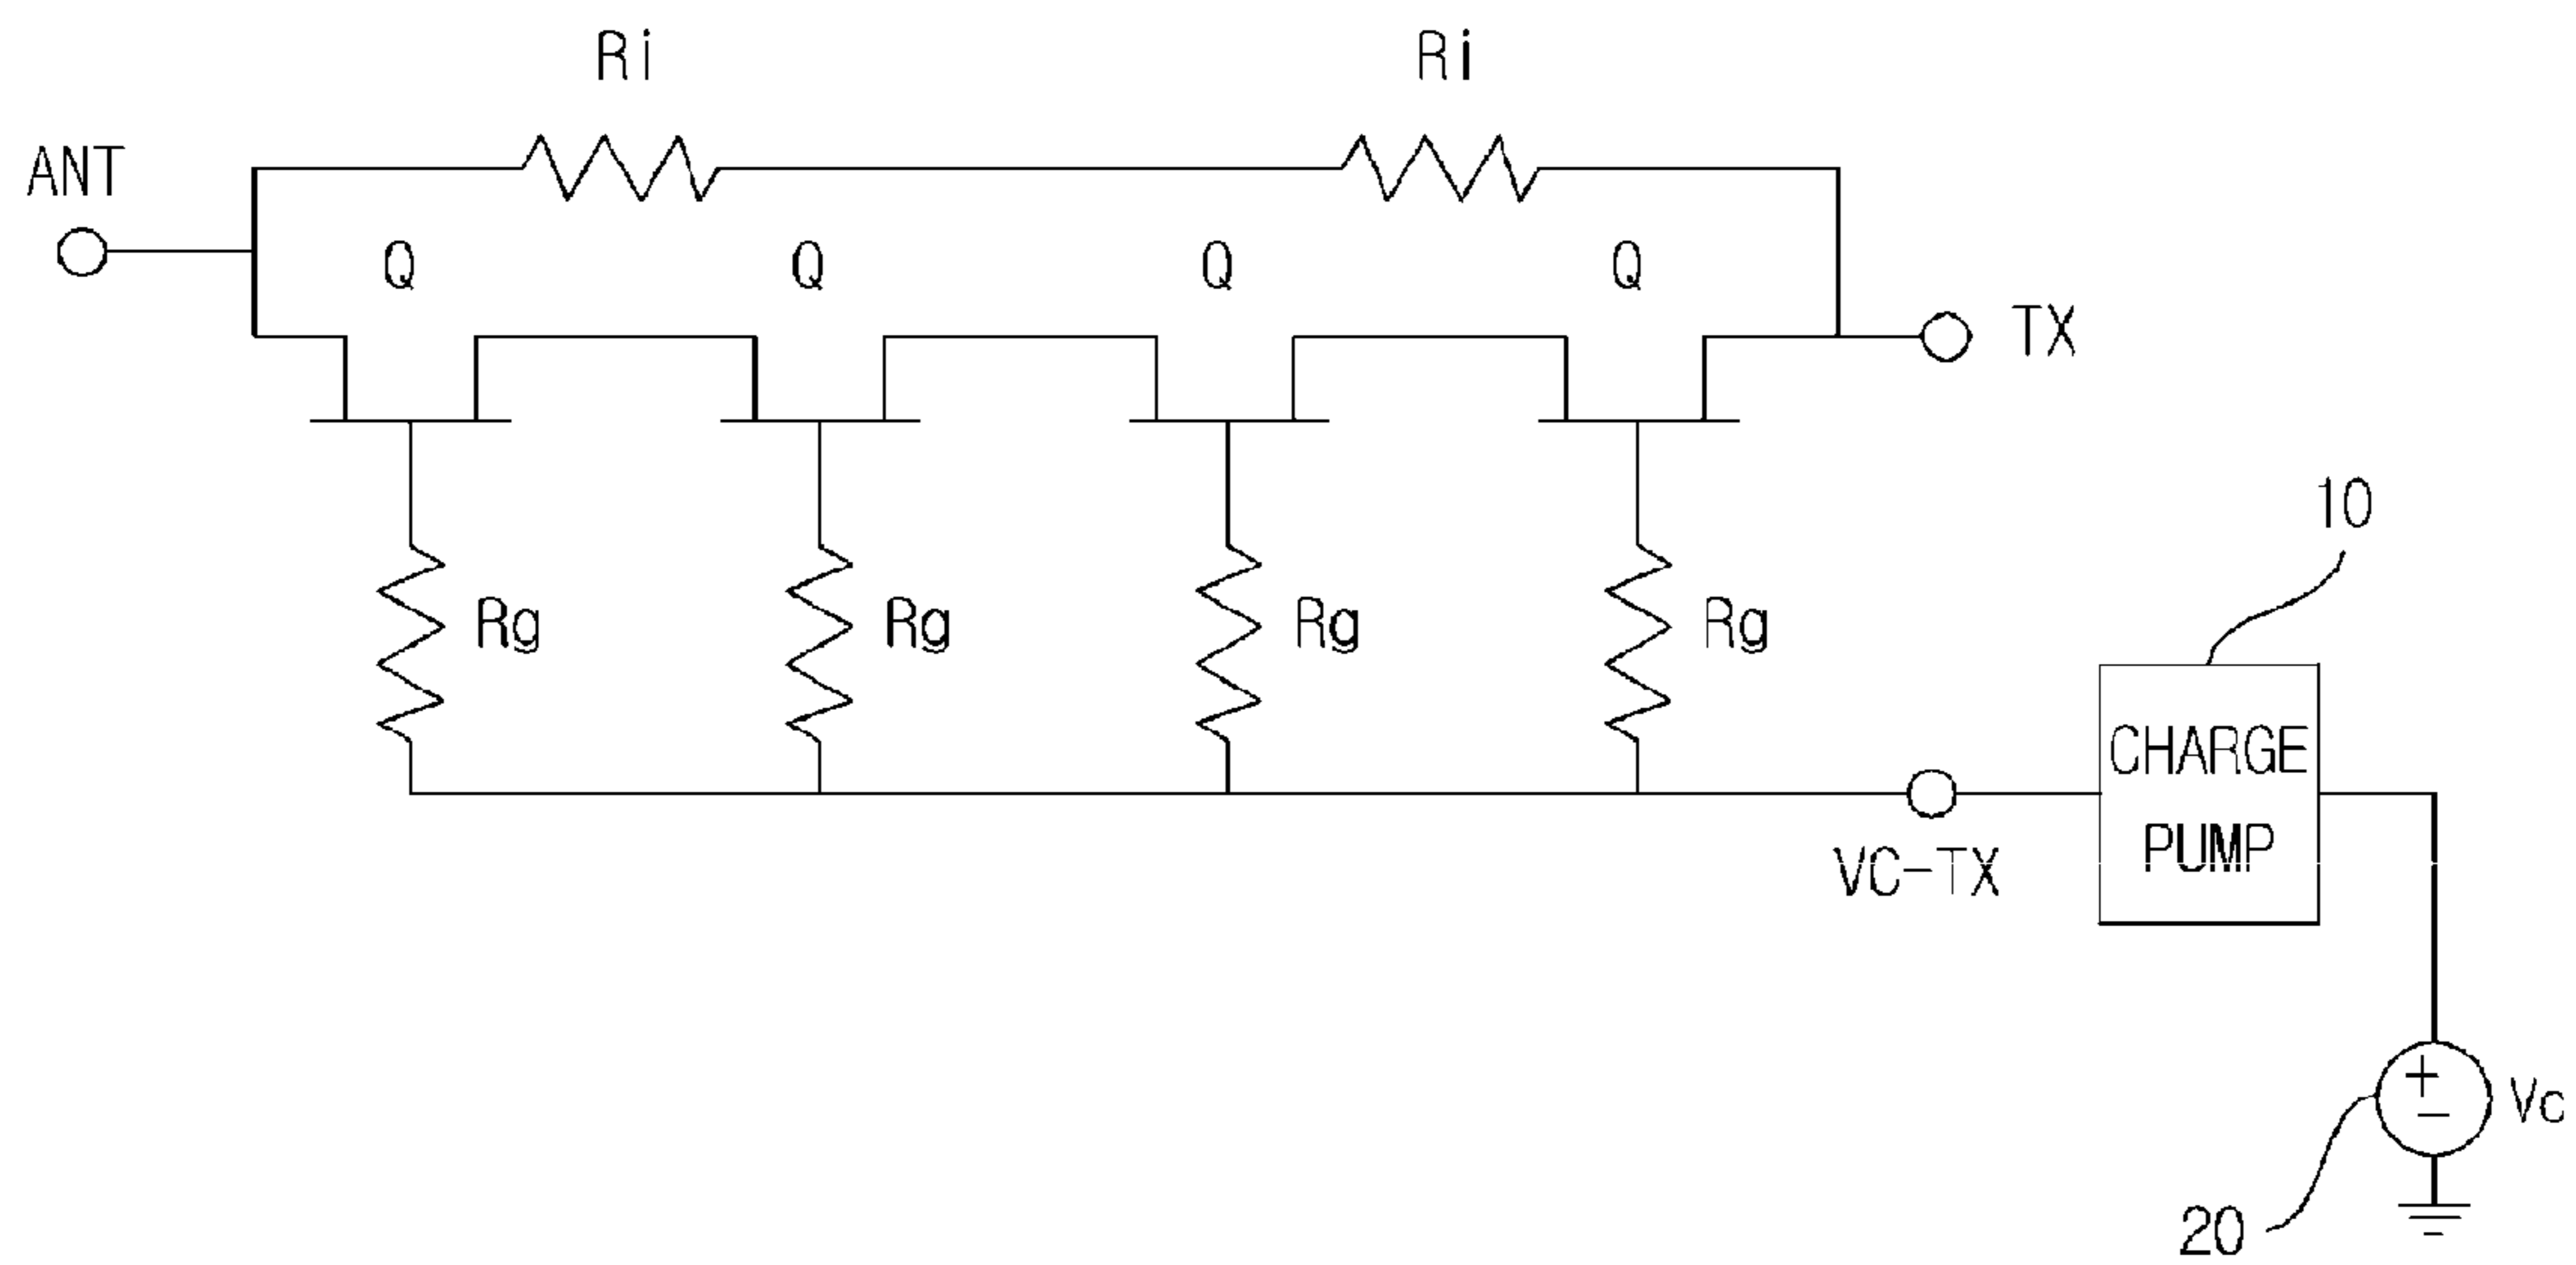 Ri Ri
ANT
Q Q Q Q
TX
10
Rg Rg Rg Rg
CHARGE
PUMP
VC-TX
+
-
Vc
20